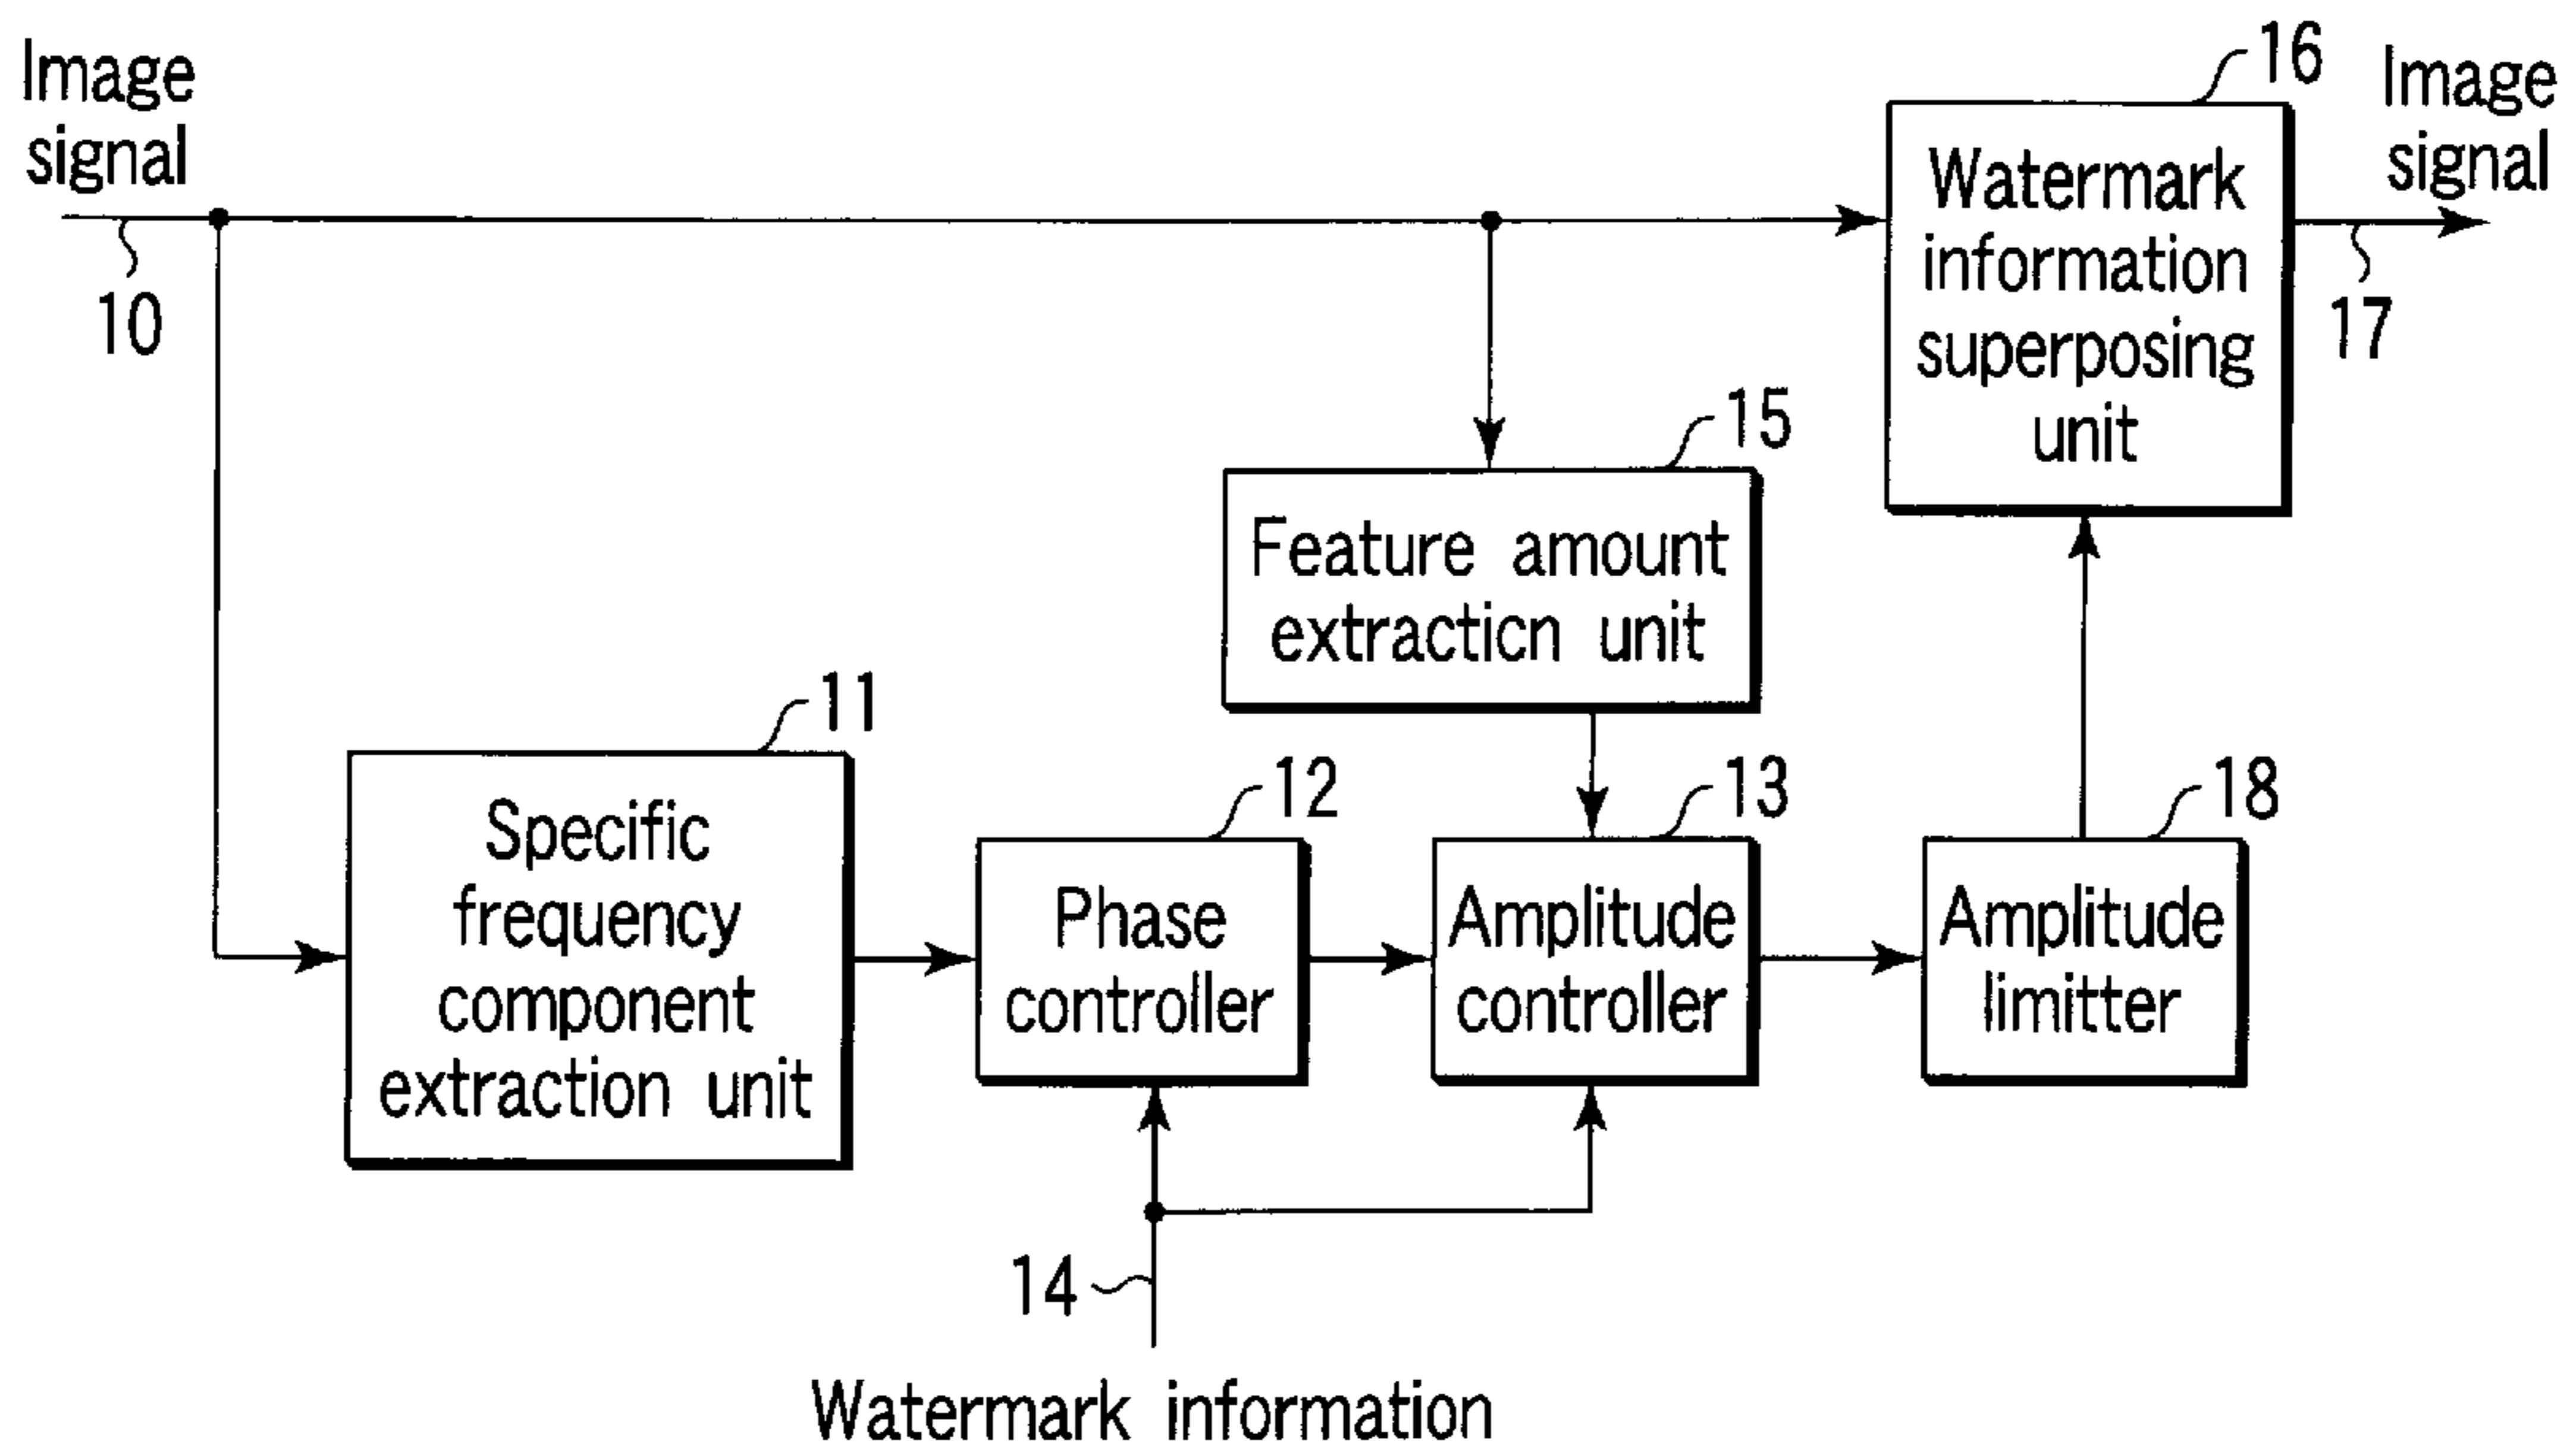 Image
signal
10
16
Image
signal
17
Watermark
information
superposing
unit
15
Feature amount
extracticn unit
11
Specific
frequency
component
extraction unit
12
Phase
controller
13
Amplitude
controller
18
Amplitude
limitter
14
Watermark information